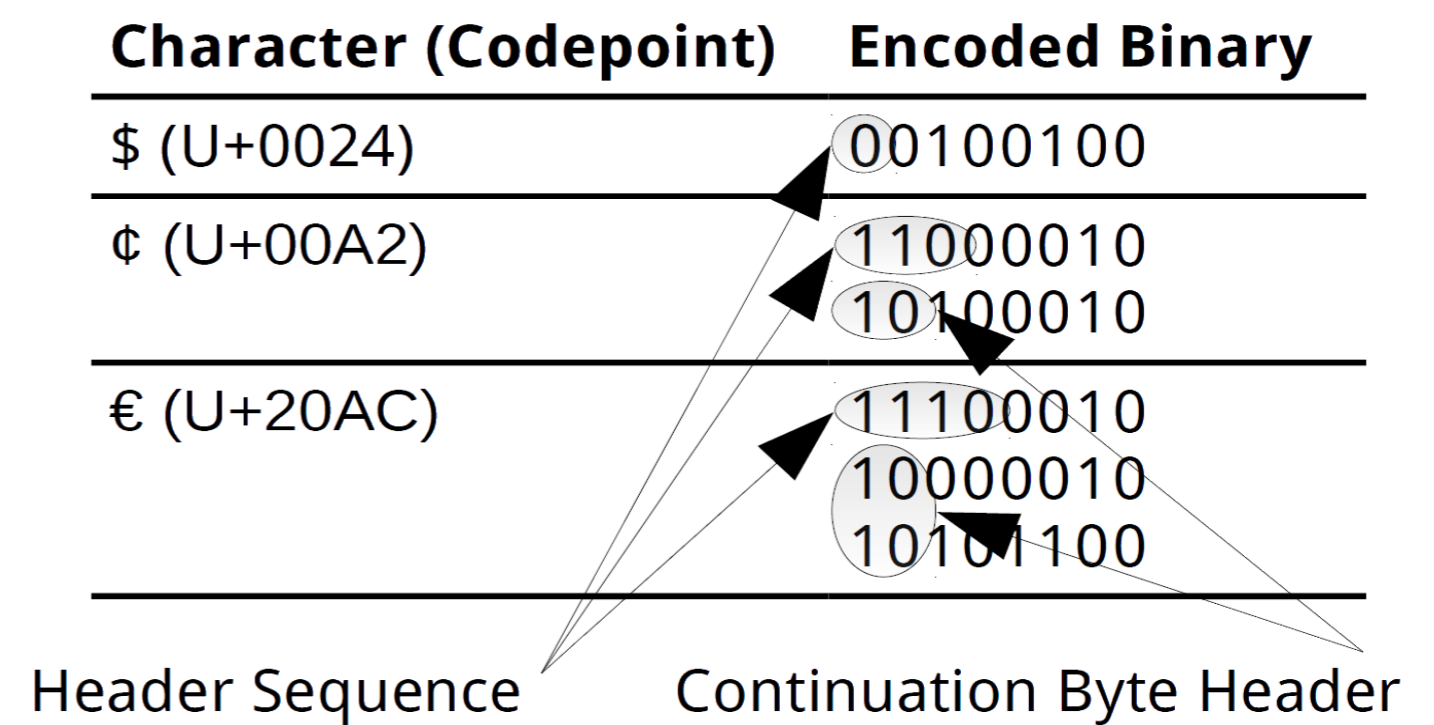 Character (Codepoint) Encoded Binary
$ (U+0024) 00100100
¢ (U+00A2) 11000010
10100010
€ (U+20AC) 11100010
10000010
10101100
Header Sequence Continuation Byte Header